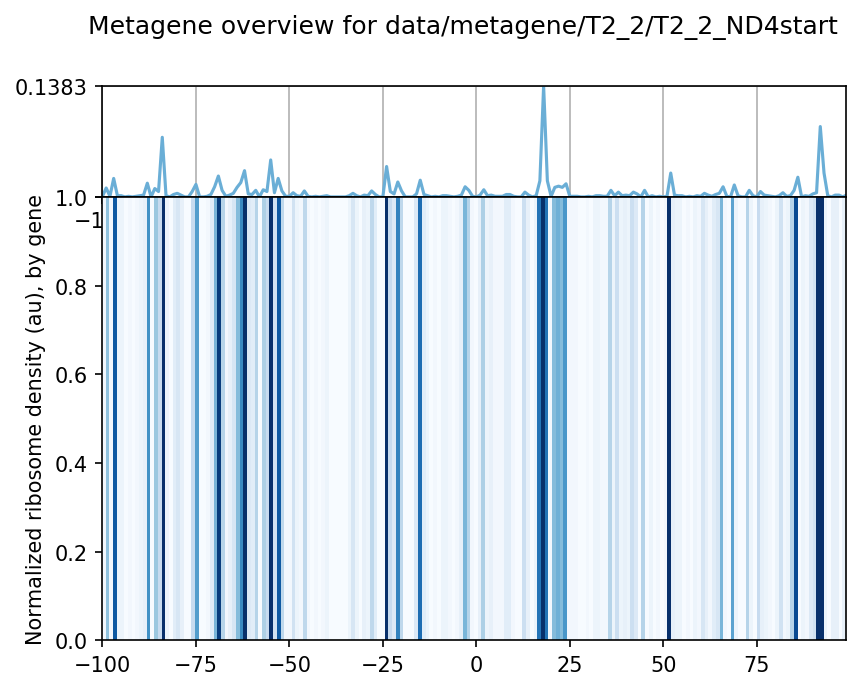 Metagene overview for data/metagene/T2_2/T2_2_ND4start
0.1383
1.0
−1
0.8
0.6
0.4
0.2
0.0
Normalized ribosome density (au), by gene
−100 −75 −50 −25 0 25 50 75